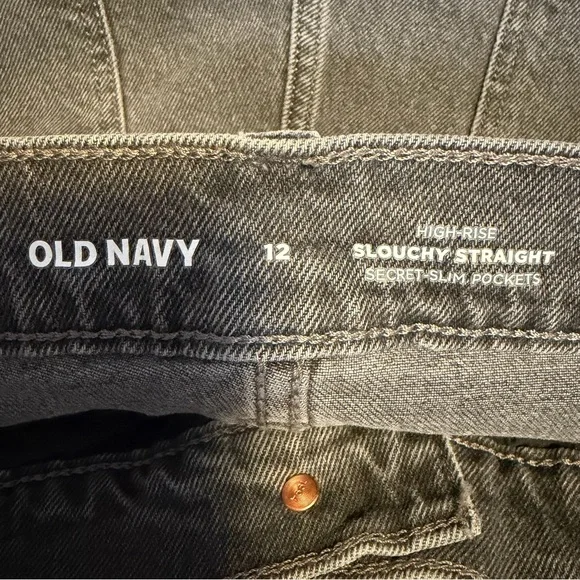 OLD NAVY
12
HIGH-RISE
SLOUCHY STRAIGHT
SECRET-SLIM POCKETS